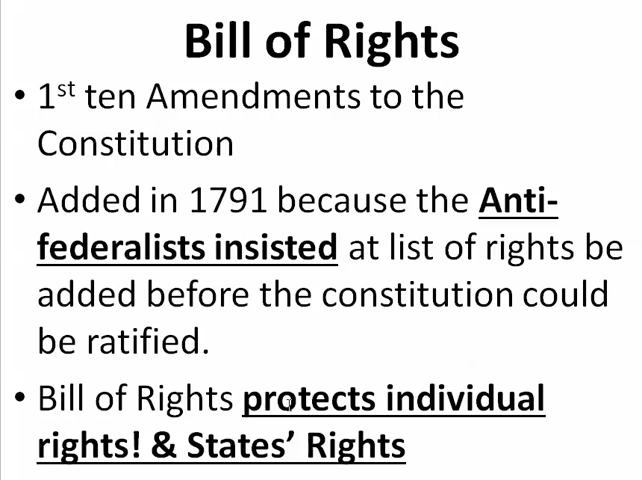 Bill of Rights
• 1st ten Amendments to the
Constitution
• Added in 1791 because the Anti-
federalists insisted at list of rights be
added before the constitution could
be ratified.
• Bill of Rights protects individual
rights! & States’ Rights